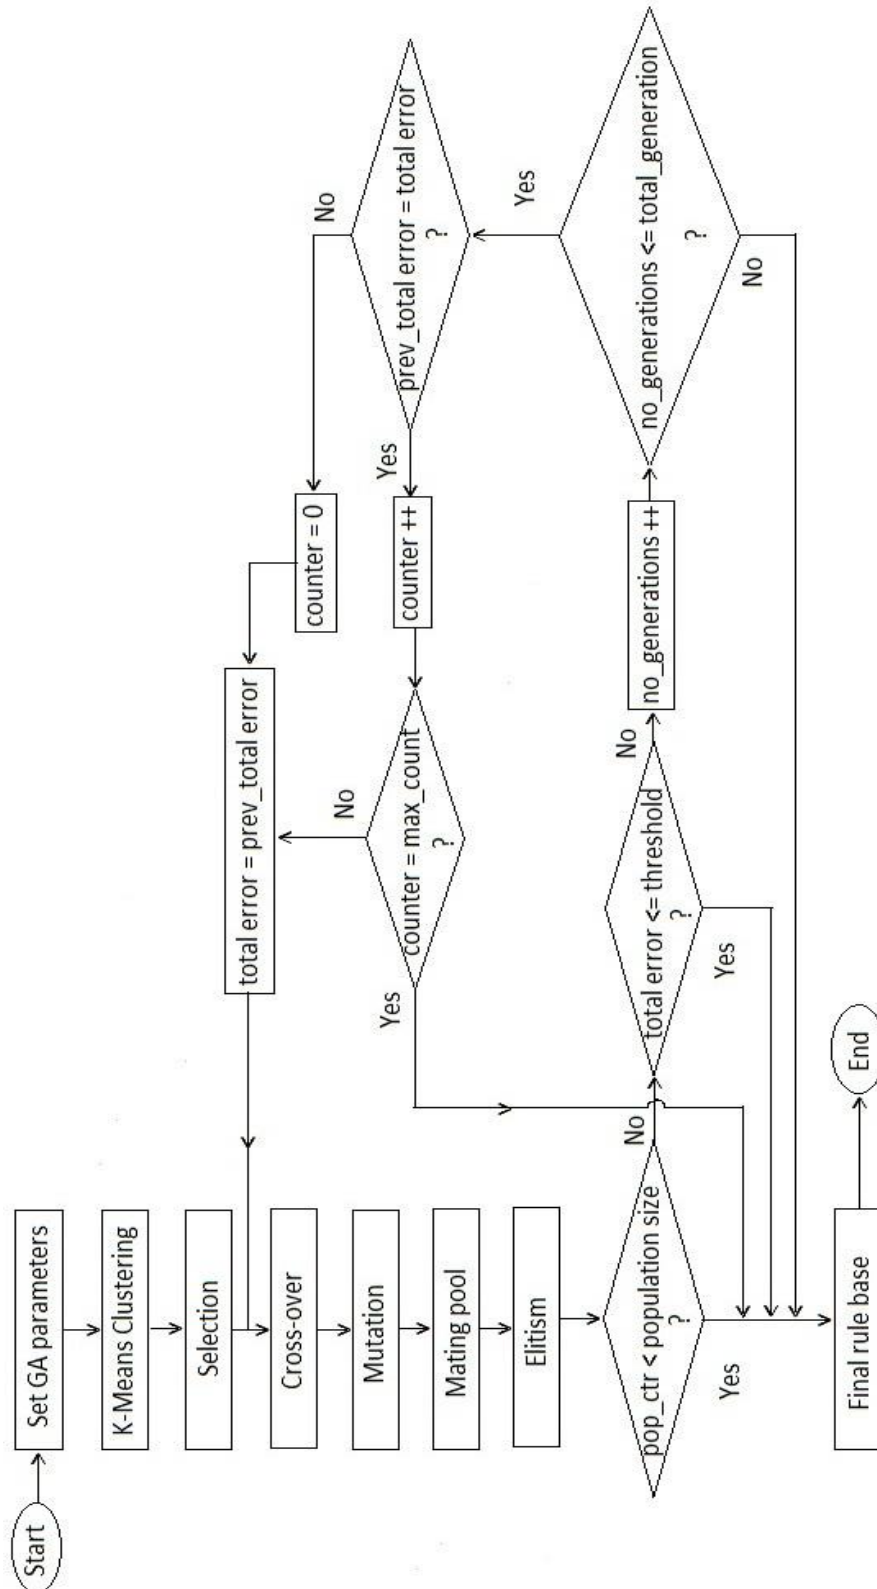 Start
Set GA parameters
K-Means Clustering
Selection
Cross-over
Mutation
Mating pool
Elitism
pop_ctr < population size
?
Yes
No
Final rule base
End
total error <= threshold
?
Yes
No
no_generations ++
no_generations <= total_generation
?
No
Yes
prev_total error = total error
?
No
Yes
counter = 0
counter ++
counter = max_count
?
Yes
No
total error = prev_total error